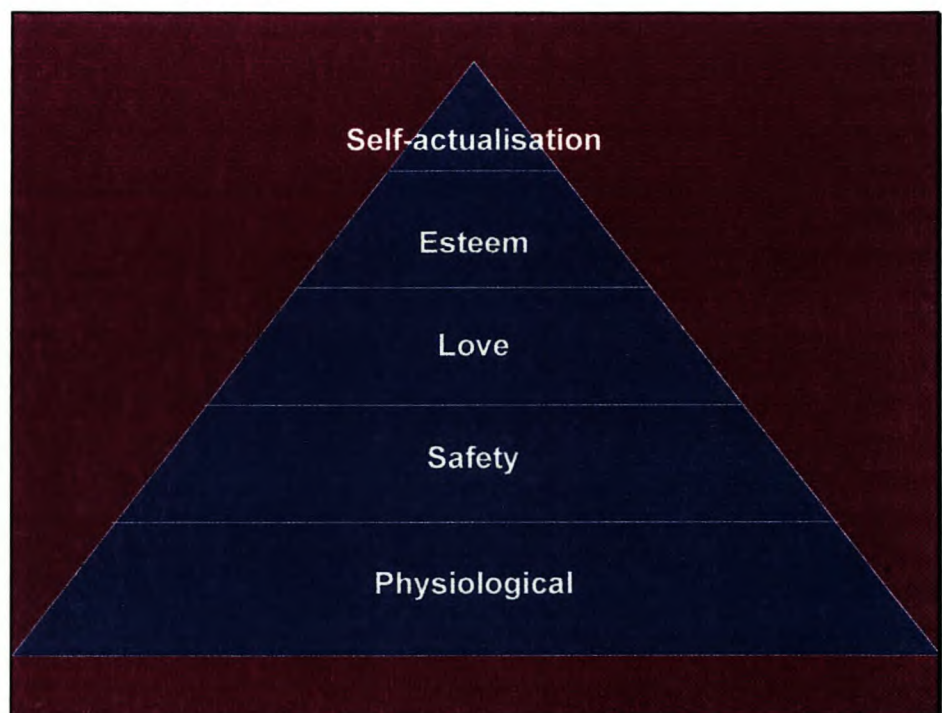 Self-actualisation
Esteem
Love
Safety
Physiological